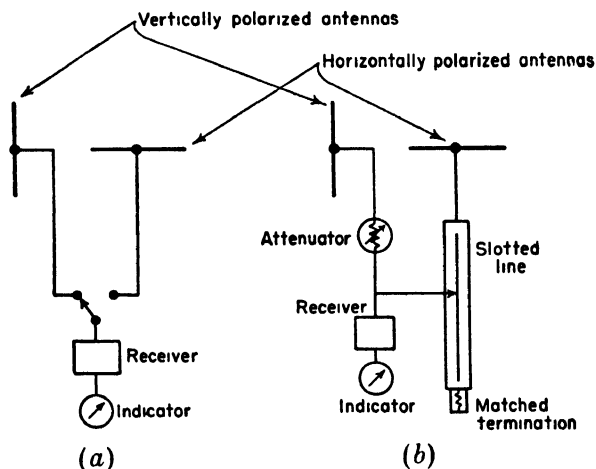 Vertically polarized antennas
Horizontally polarized antennas
Attenuator
Slotted
line
Receiver
Receiver
Indicator
Indicator
Matched
termination
(a)
(b)